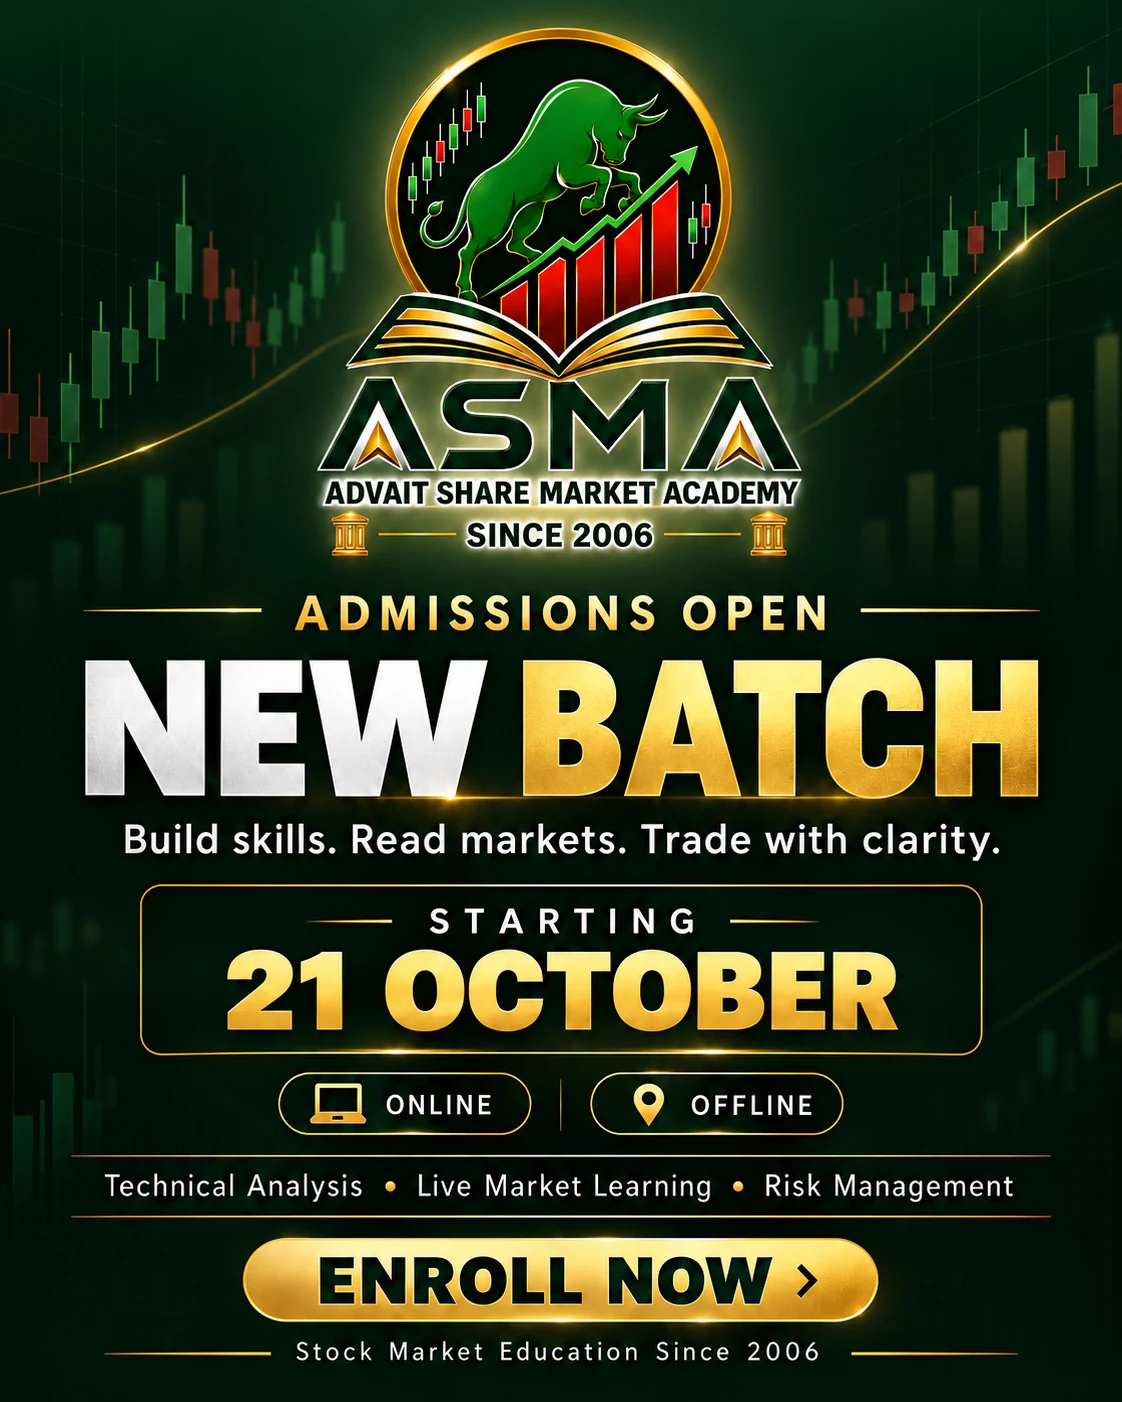 ASMA
ADVAIT SHARE MARKET ACADEMY
SINCE 2006
ADMISSIONS OPEN
NEW BATCH
Build skills. Read markets. Trade with clarity.
STARTING
21 OCTOBER
ONLINE
OFFLINE
Technical Analysis • Live Market Learning • Risk Management
ENROLL NOW >
Stock Market Education Since 2006